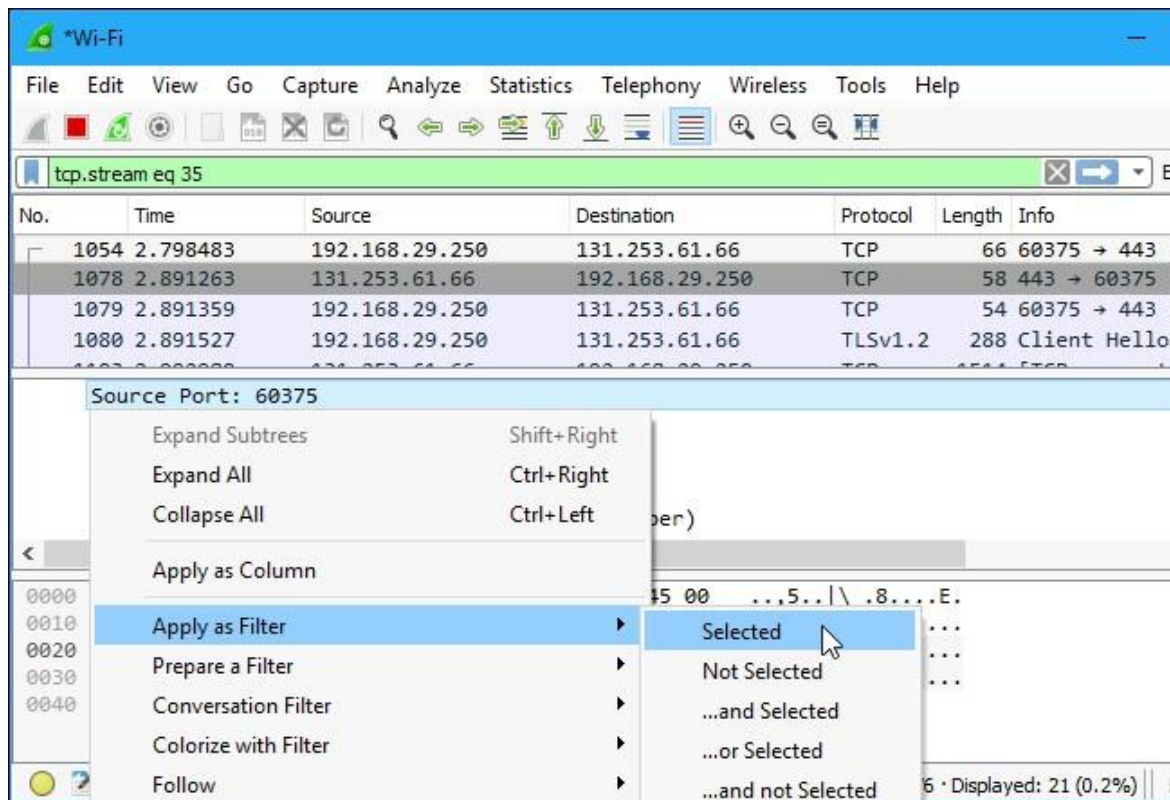 *Wi-Fi
File Edit View Go Capture Analyze Statistics Telephony Wireless Tools Help
tcp.stream eq 35
No. Time Source Destination Protocol Length Info
1054 2.798483 192.168.29.250 131.253.61.66 TCP 66 60375 → 443
1078 2.891263 131.253.61.66 192.168.29.250 TCP 58 443 → 60375
1079 2.891359 192.168.29.250 131.253.61.66 TCP 54 60375 → 443
1080 2.891527 192.168.29.250 131.253.61.66 TLSv1.2 288 Client Hello
Source Port: 60375
Expand Subtrees Shift+Right
Expand All Ctrl+Right
Collapse All Ctrl+Left
ber)
Apply as Column
0000 45 00 ..,5..|\ .8....E.
0010 Apply as Filter Selected ...
0020 ...
Prepare a Filter Not Selected
0030 ...
0040 Conversation Filter ...and Selected
Colorize with Filter ...or Selected
Follow ...and not Selected 6 · Displayed: 21 (0.2%)